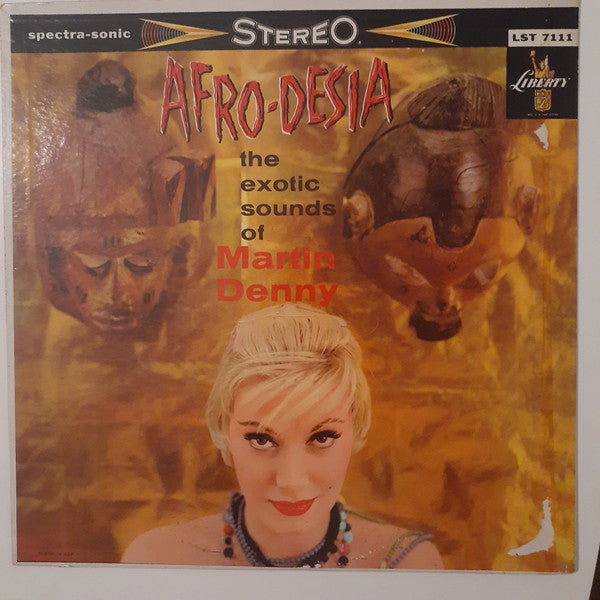 spectra-sonic
STEREO
LST 7111
LIBERTY
AFRO-DESIA
the
exotic
sounds
of
Martin
Denny